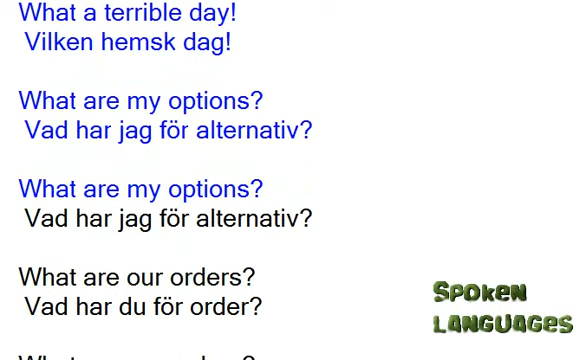 What a terrible day!
Vilken hemsk dag!
What are my options?
Vad har jag för alternativ?
What are my options?
Vad har jag för alternativ?
What are our orders?
Vad har du för order?
SPOKEN
LANGUAGES